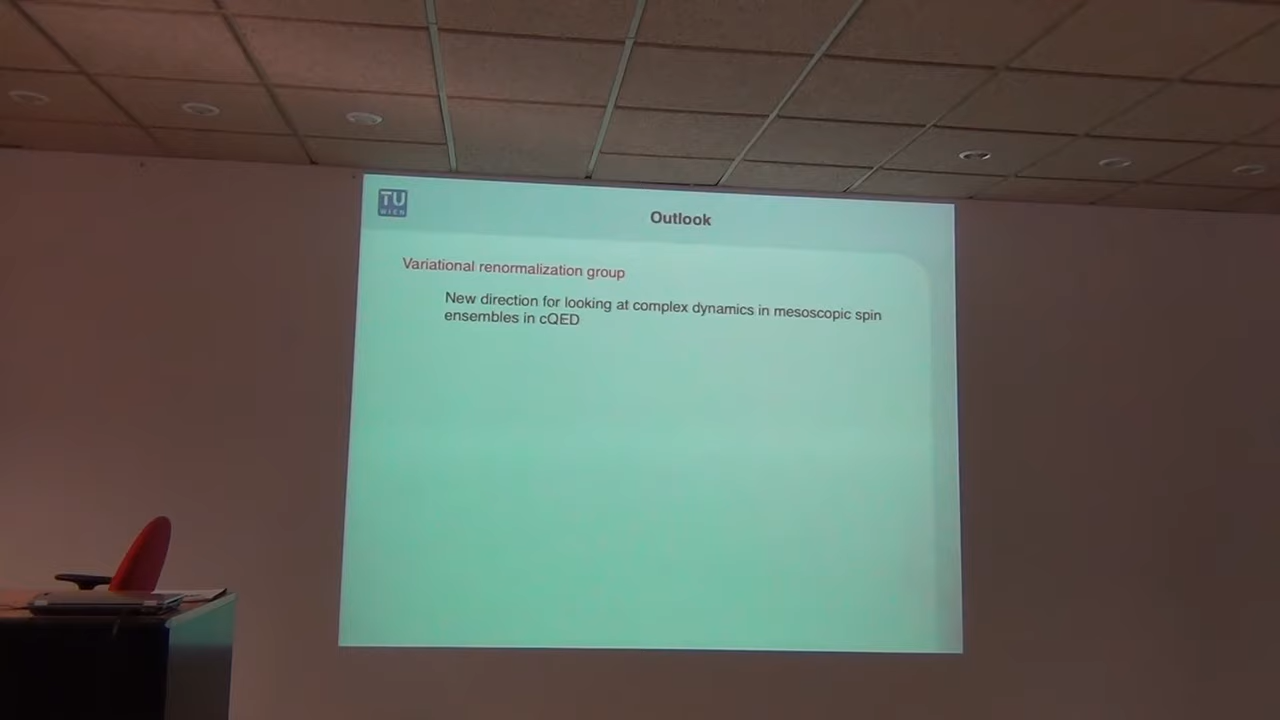 TU
WIEN
Outlook
Variational renormalization group
New direction for looking at complex dynamics in mesoscopic spin
ensembles in cQED